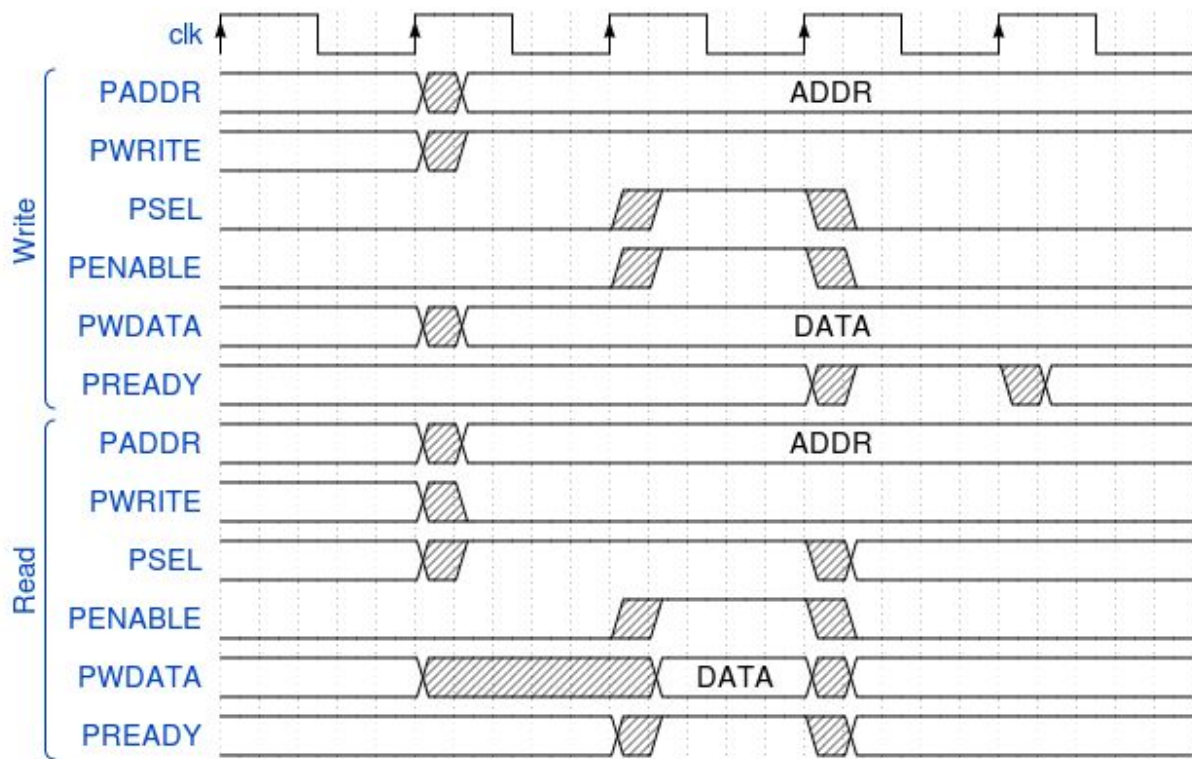 clk
Write
PADDR ADDR
PWRITE
PSEL
PENABLE
PWDATA DATA
PREADY
Read
PADDR ADDR
PWRITE
PSEL
PENABLE
PWDATA DATA
PREADY